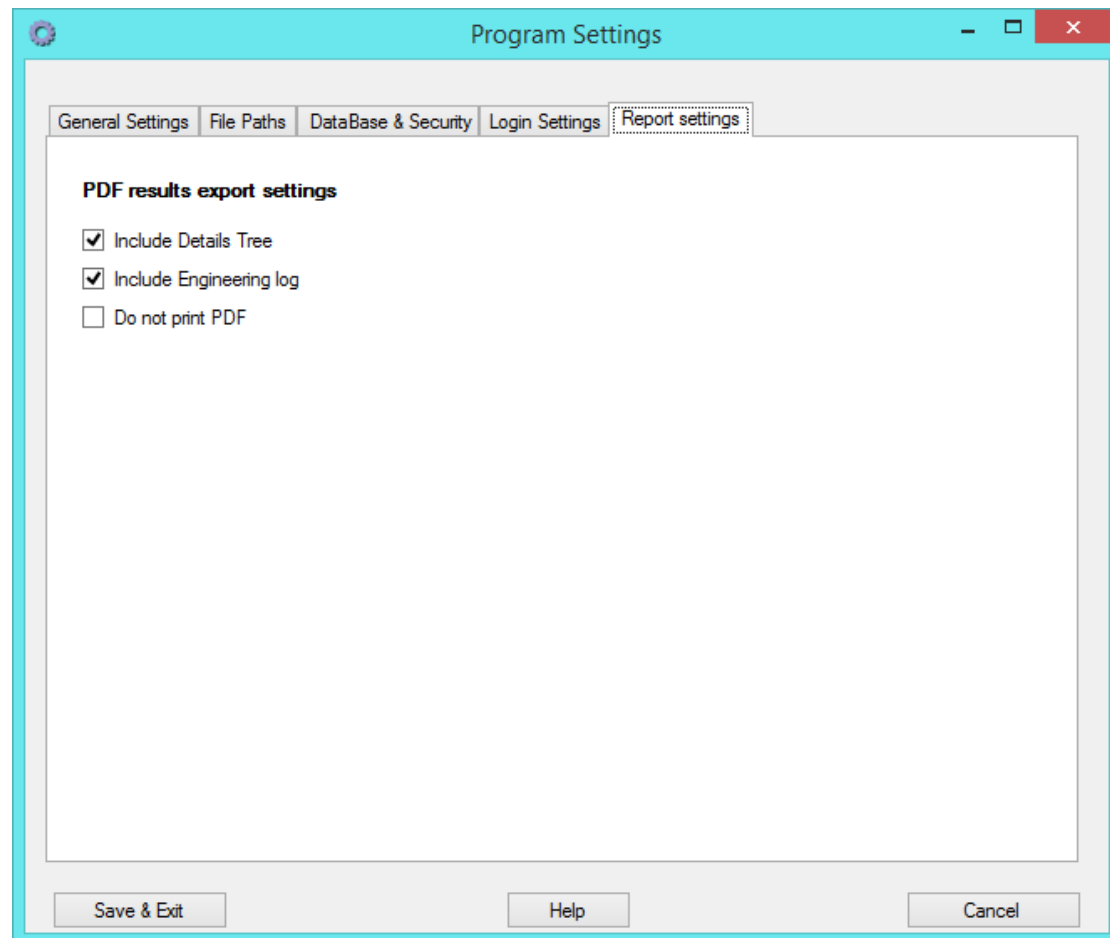 Program Settings
General Settings File Paths DataBase & Security Login Settings Report settings
PDF results export settings
Include Details Tree
Include Engineering log
Do not print PDF
Save & Exit Help Cancel